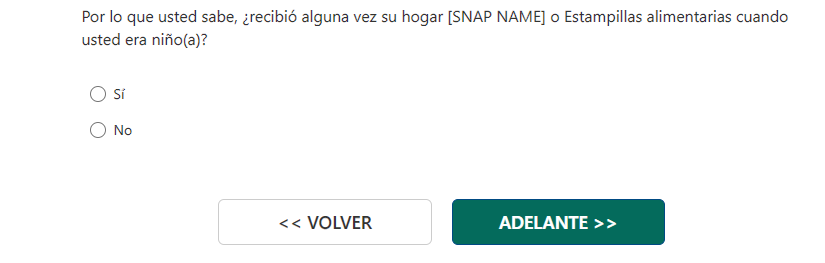 Por lo que usted sabe, ¿recibió alguna vez su hogar [SNAP NAME] o Estampillas alimentarias cuando
usted era niño(a)?
Sí
No
<< VOLVER
ADELANTE >>